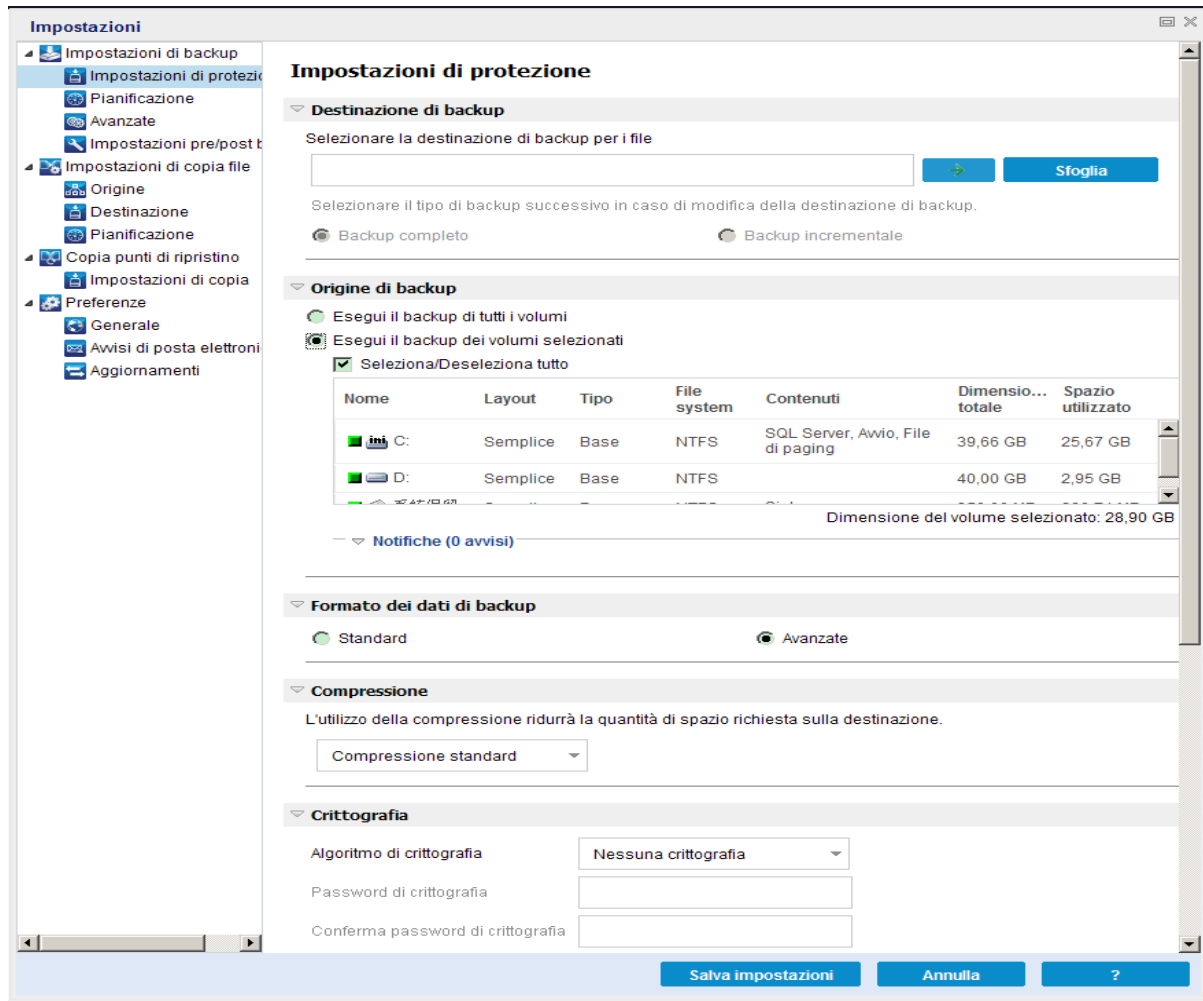 Impostazioni
Impostazioni di backup
Impostazioni di protezio
Pianificazione
Avanzate
Impostazioni pre/post b
Impostazioni di copia file
Origine
Destinazione
Pianificazione
Copia punti di ripristino
Impostazioni di copia
Preferenze
Generale
Avvisi di posta elettroni
Aggiornamenti
Impostazioni di protezione
Destinazione di backup
Selezionare la destinazione di backup per i file
Sfoglia
Selezionare il tipo di backup successivo in caso di modifica della destinazione di backup.
Backup completo Backup incrementale
Origine di backup
Esegui il backup di tutti i volumi
Esegui il backup dei volumi selezionati
Seleziona/Deseleziona tutto
Nome Layout Tipo File system Contenuti Dimensio... totale Spazio utilizzato
C: Semplice Base NTFS SQL Server, Avvio, File di paging 39,66 GB 25,67 GB
D: Semplice Base NTFS 40,00 GB 2,95 GB
Dimensione del volume selezionato: 28,90 GB
Notifiche (0 avvisi)
Formato dei dati di backup
Standard Avanzate
Compressione
L'utilizzo della compressione ridurrà la quantità di spazio richiesta sulla destinazione.
Compressione standard
Crittografia
Algoritmo di crittografia Nessuna crittografia
Password di crittografia
Conferma password di crittografia
Salva impostazioni Annulla ?